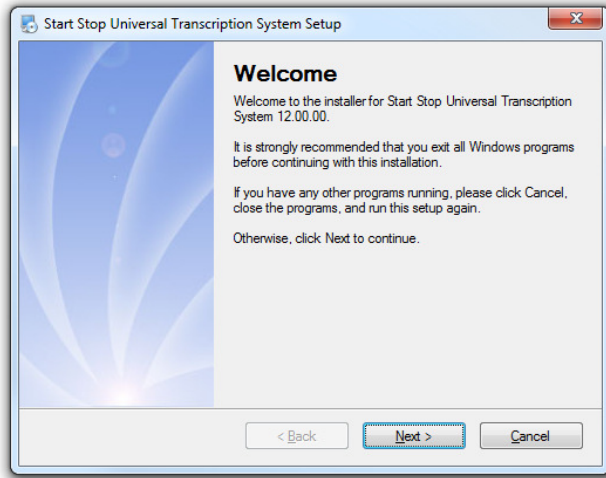 Start Stop Universal Transcription System Setup
Welcome
Welcome to the installer for Start Stop Universal Transcription
System 12.00.00.
It is strongly recommended that you exit all Windows programs
before continuing with this installation.
If you have any other programs running, please click Cancel,
close the programs, and run this setup again.
Otherwise, click Next to continue.
< Back Next > Cancel